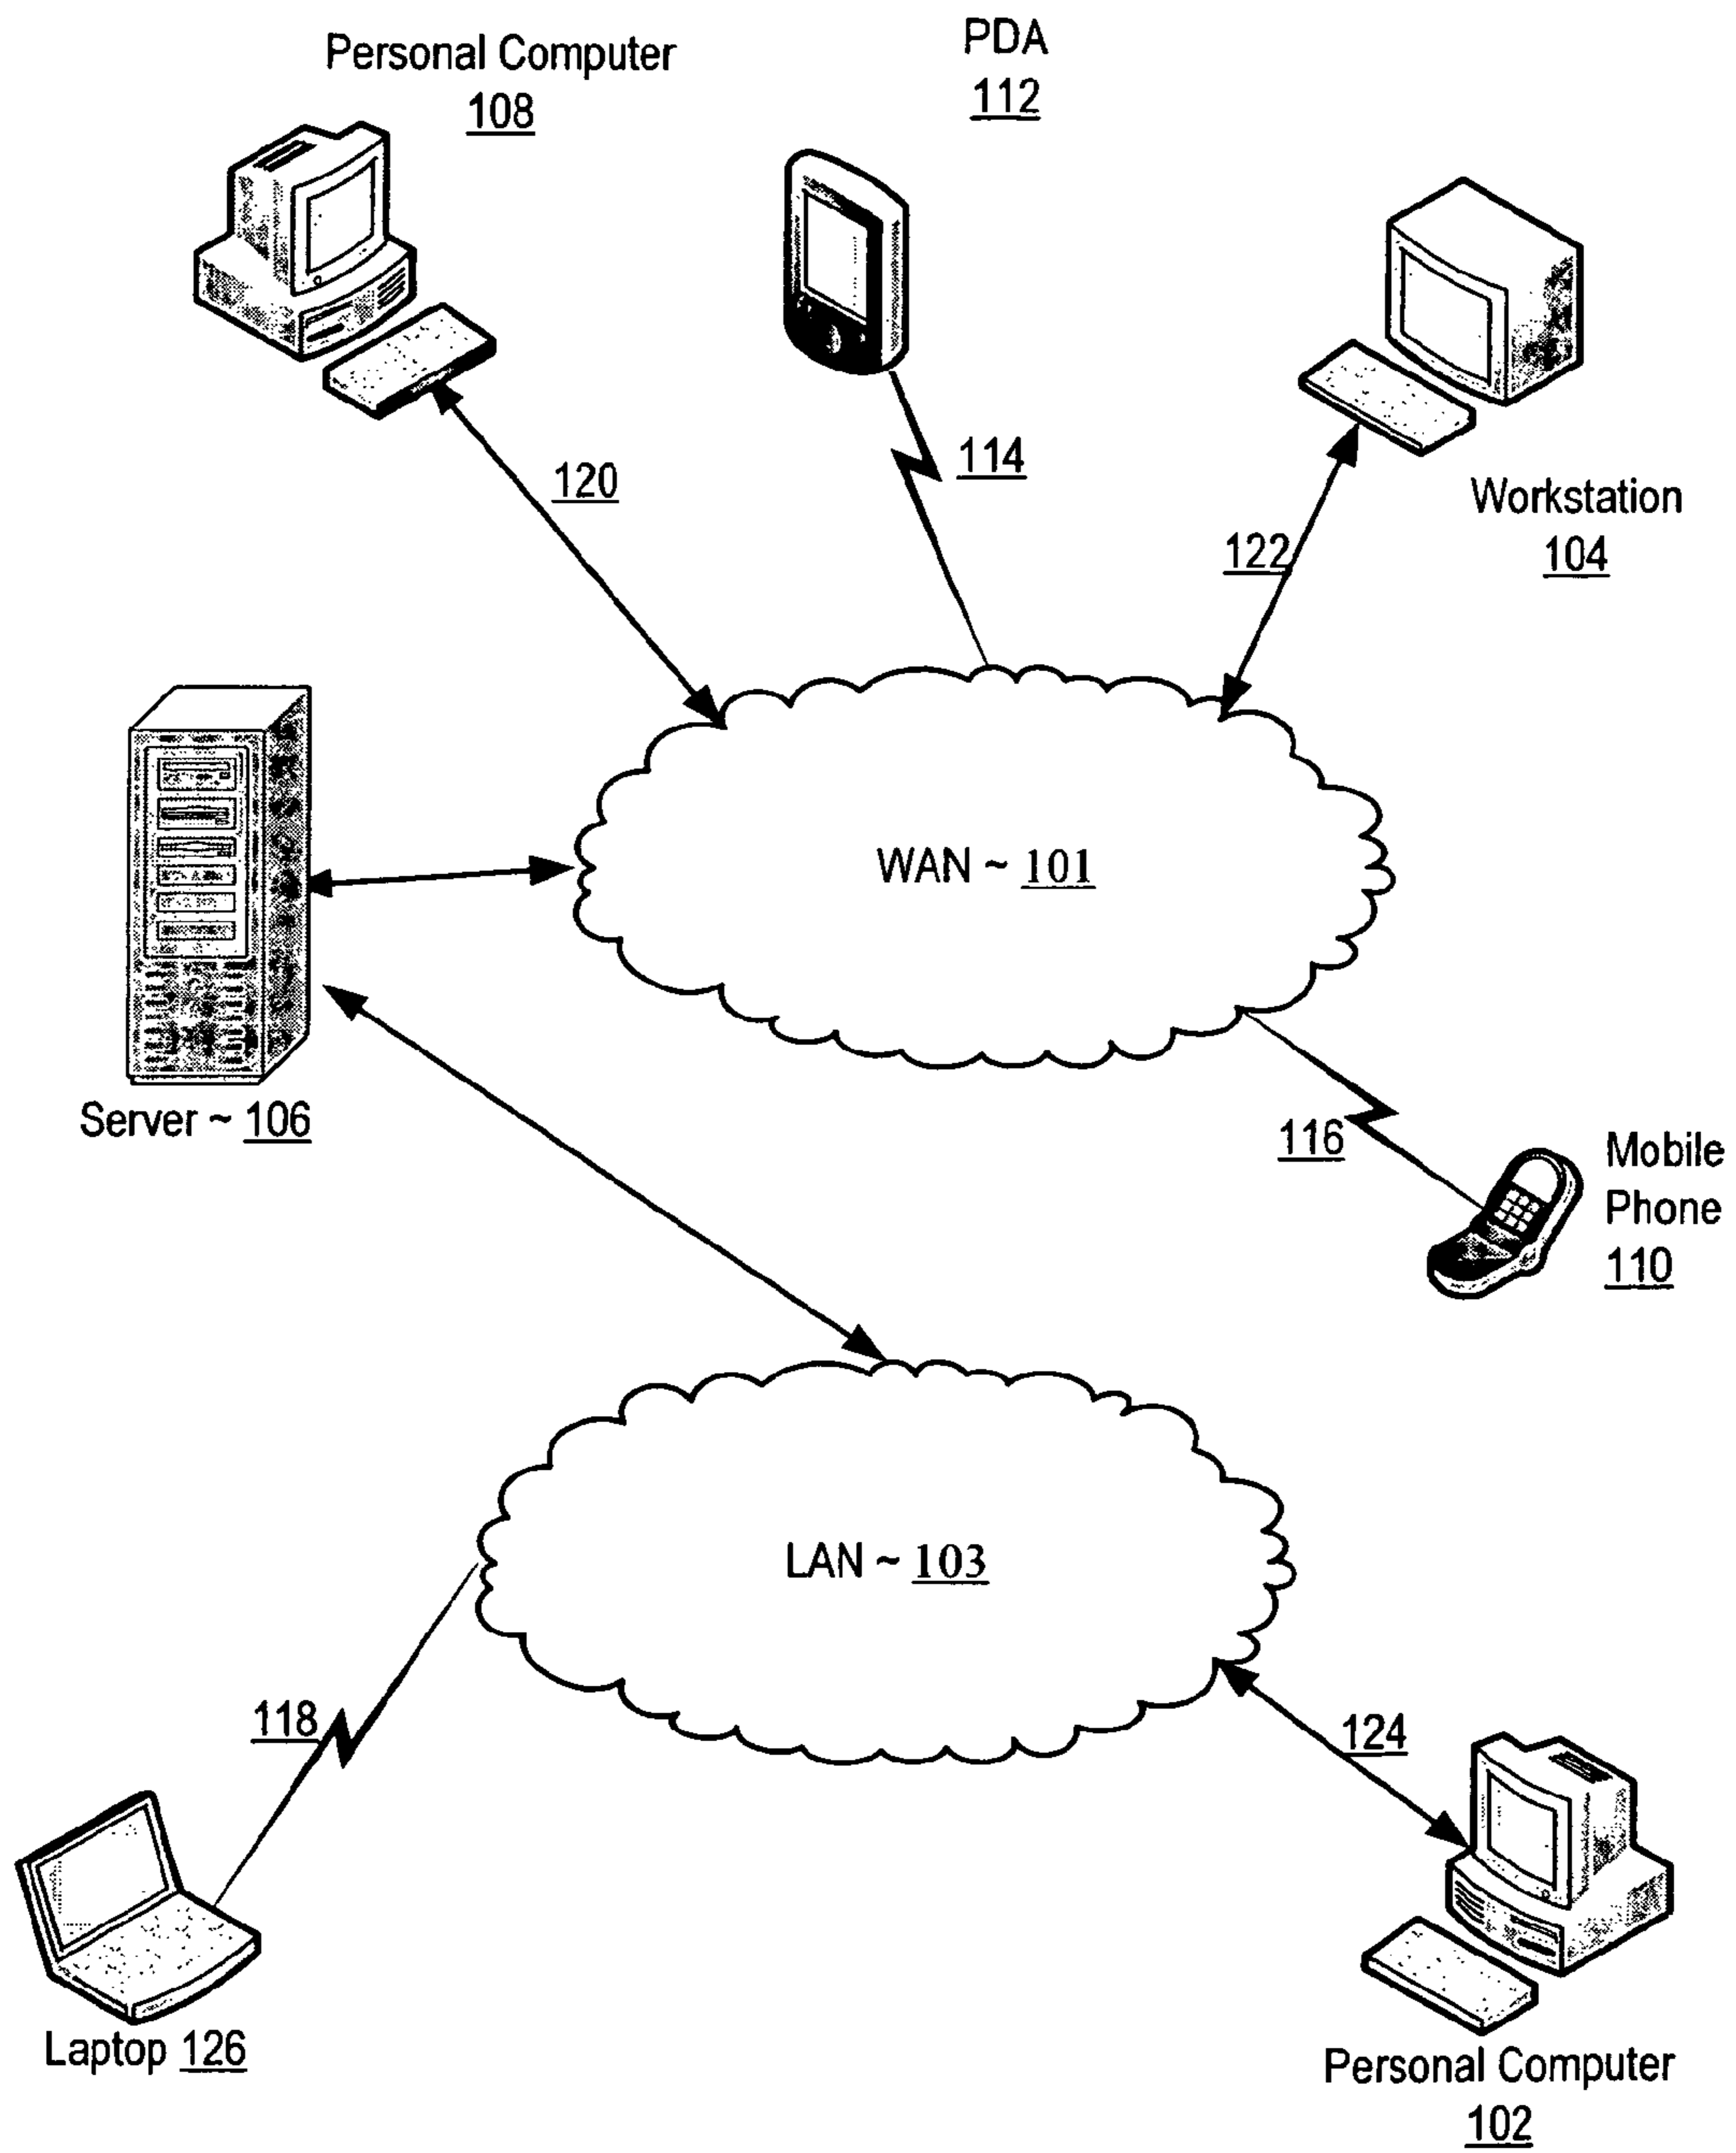 Personal Computer
108
PDA
112
120
114
122
Workstation
104
WAN ~ 101
Server ~ 106
116
Mobile
Phone
110
LAN ~ 103
118
124
Laptop 126
Personal Computer
102